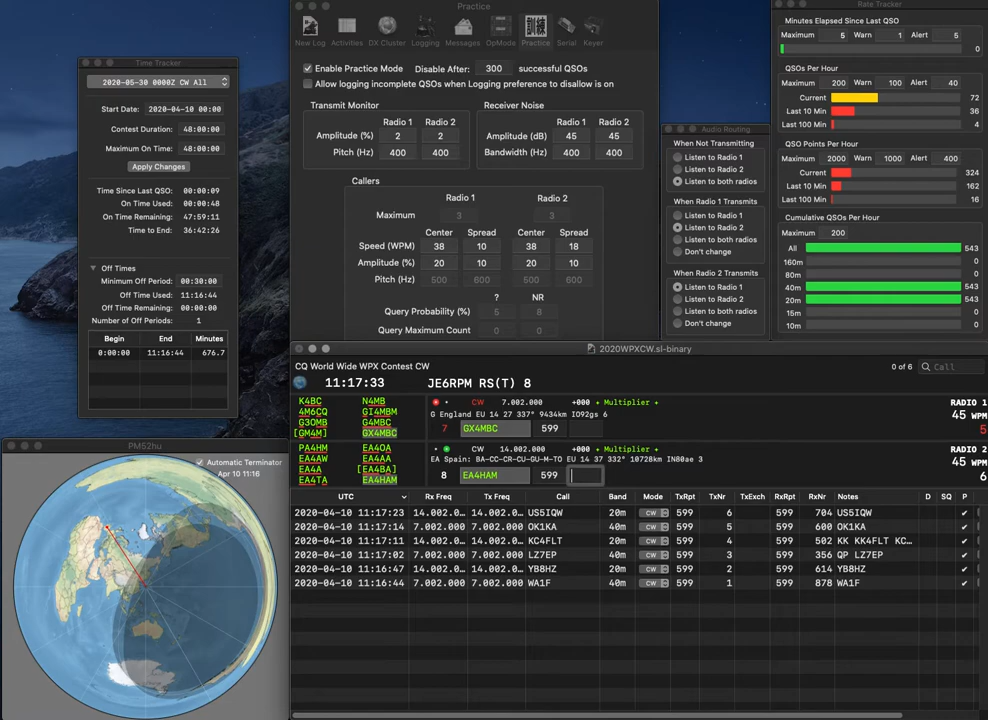 Practice
New Log
Activities
DX Cluster
Logging
Messages
OpMode
訓練
Practice
Serial
Keyer
Enable Practice Mode Disable After: 300 successful QSOs
Allow logging incomplete QSOs when Logging preference to disallow is on
Transmit Monitor
Radio 1 Radio 2
Amplitude (%) 2 2
Pitch (Hz) 400 400
Receiver Noise
Radio 1 Radio 2
Amplitude (dB) 45 45
Bandwidth (Hz) 400 400
Callers
Radio 1 Radio 2
Maximum 3 3
Center Spread Center Spread
Speed (WPM) 38 10 38 18
Amplitude (%) 20 10 20 10
Pitch (Hz) 500 600 500 600
? NR
Query Probability (%) 5 8
Query Maximum Count 0 0
Time Tracker
2020-05-30 0000Z CW All
Start Date: 2020-04-10 00:00
Contest Duration: 48:00:00
Maximum On Time: 48:00:00
Apply Changes
Time Since Last QSO: 00:00:09
On Time Used: 00:00:48
On Time Remaining: 47:59:11
Time to End: 36:42:26
Off Times
Minimum Off Period: 00:30:00
Off Time Used: 11:16:44
Off Time Remaining: 00:00:00
Number of Off Periods: 1
Begin End Minutes
0:00:00 11:16:44 676.7
Audio Routing
When Not Transmitting
Listen to Radio 1
Listen to Radio 2
Listen to both radios
When Radio 1 Transmits
Listen to Radio 1
Listen to Radio 2
Listen to both radios
Don't change
When Radio 2 Transmits
Listen to Radio 1
Listen to Radio 2
Listen to both radios
Don't change
Rate Tracker
Minutes Elapsed Since Last QSO
Maximum 5 Warn 1 Alert 5
0
QSOs Per Hour
Maximum 200 Warn 100 Alert 40
Current 72
Last 10 Min 36
Last 100 Min 4
QSO Points Per Hour
Maximum 2000 Warn 1000 Alert 400
Current 324
Last 10 Min 162
Last 100 Min 16
Cumulative QSOs Per Hour
Maximum 200
All 543
160m 0
80m 0
40m 543
20m 543
15m 0
10m 0
2020WPXCW.sl-binary
CQ World Wide WPX Contest CW
0 of 6 Call
11:17:33 JE6RPM RS(T) 8
K4BC N4MB
4M6CQ GI4MBM
G3OMB G4MBC
[GM4M] GX4MBC
CW 7.002.000 +000 + Multiplier +
G England EU 14 27 337° 9434km IO92gs 6
7 GX4MBC 599
RADIO 1
45 WPM
5
PA4HM EA4OA
EA4AW EA4AA
EA4A [EA4BA]
EA4TA EA4HAM
CW 14.002.000 +000 + Multiplier +
EA Spain: BA-CC-CR-CU-GU-M-TO EU 14 37 332° 10728km IN80ae 3
8 EA4HAM 599
RADIO 2
45 WPM
6
UTC Rx Freq Tx Freq Call Band Mode TxRpt TxNr TxExch RxRpt RxNr Notes D SQ P
2020-04-10 11:17:23 14.002.0... 14.002.0... US5IQW 20m CW 599 6 599 704 US5IQW ✔
2020-04-10 11:17:14 7.002.000 7.002.000 OK1KA 40m CW 599 5 599 600 OK1KA ✔
2020-04-10 11:17:11 14.002.0... 14.002.0... KC4FLT 20m CW 599 4 599 502 KK KK4FLT KC... ✔
2020-04-10 11:17:02 7.002.000 7.002.000 LZ7EP 40m CW 599 3 599 356 QP LZ7EP ✔
2020-04-10 11:16:47 14.002.0... 14.002.0... YB8HZ 20m CW 599 2 599 614 YB8HZ ✔
2020-04-10 11:16:44 7.002.000 7.002.000 WA1F 40m CW 599 1 599 878 WA1F ✔
PM52hu
Automatic Terminator
Apr 10 11:16